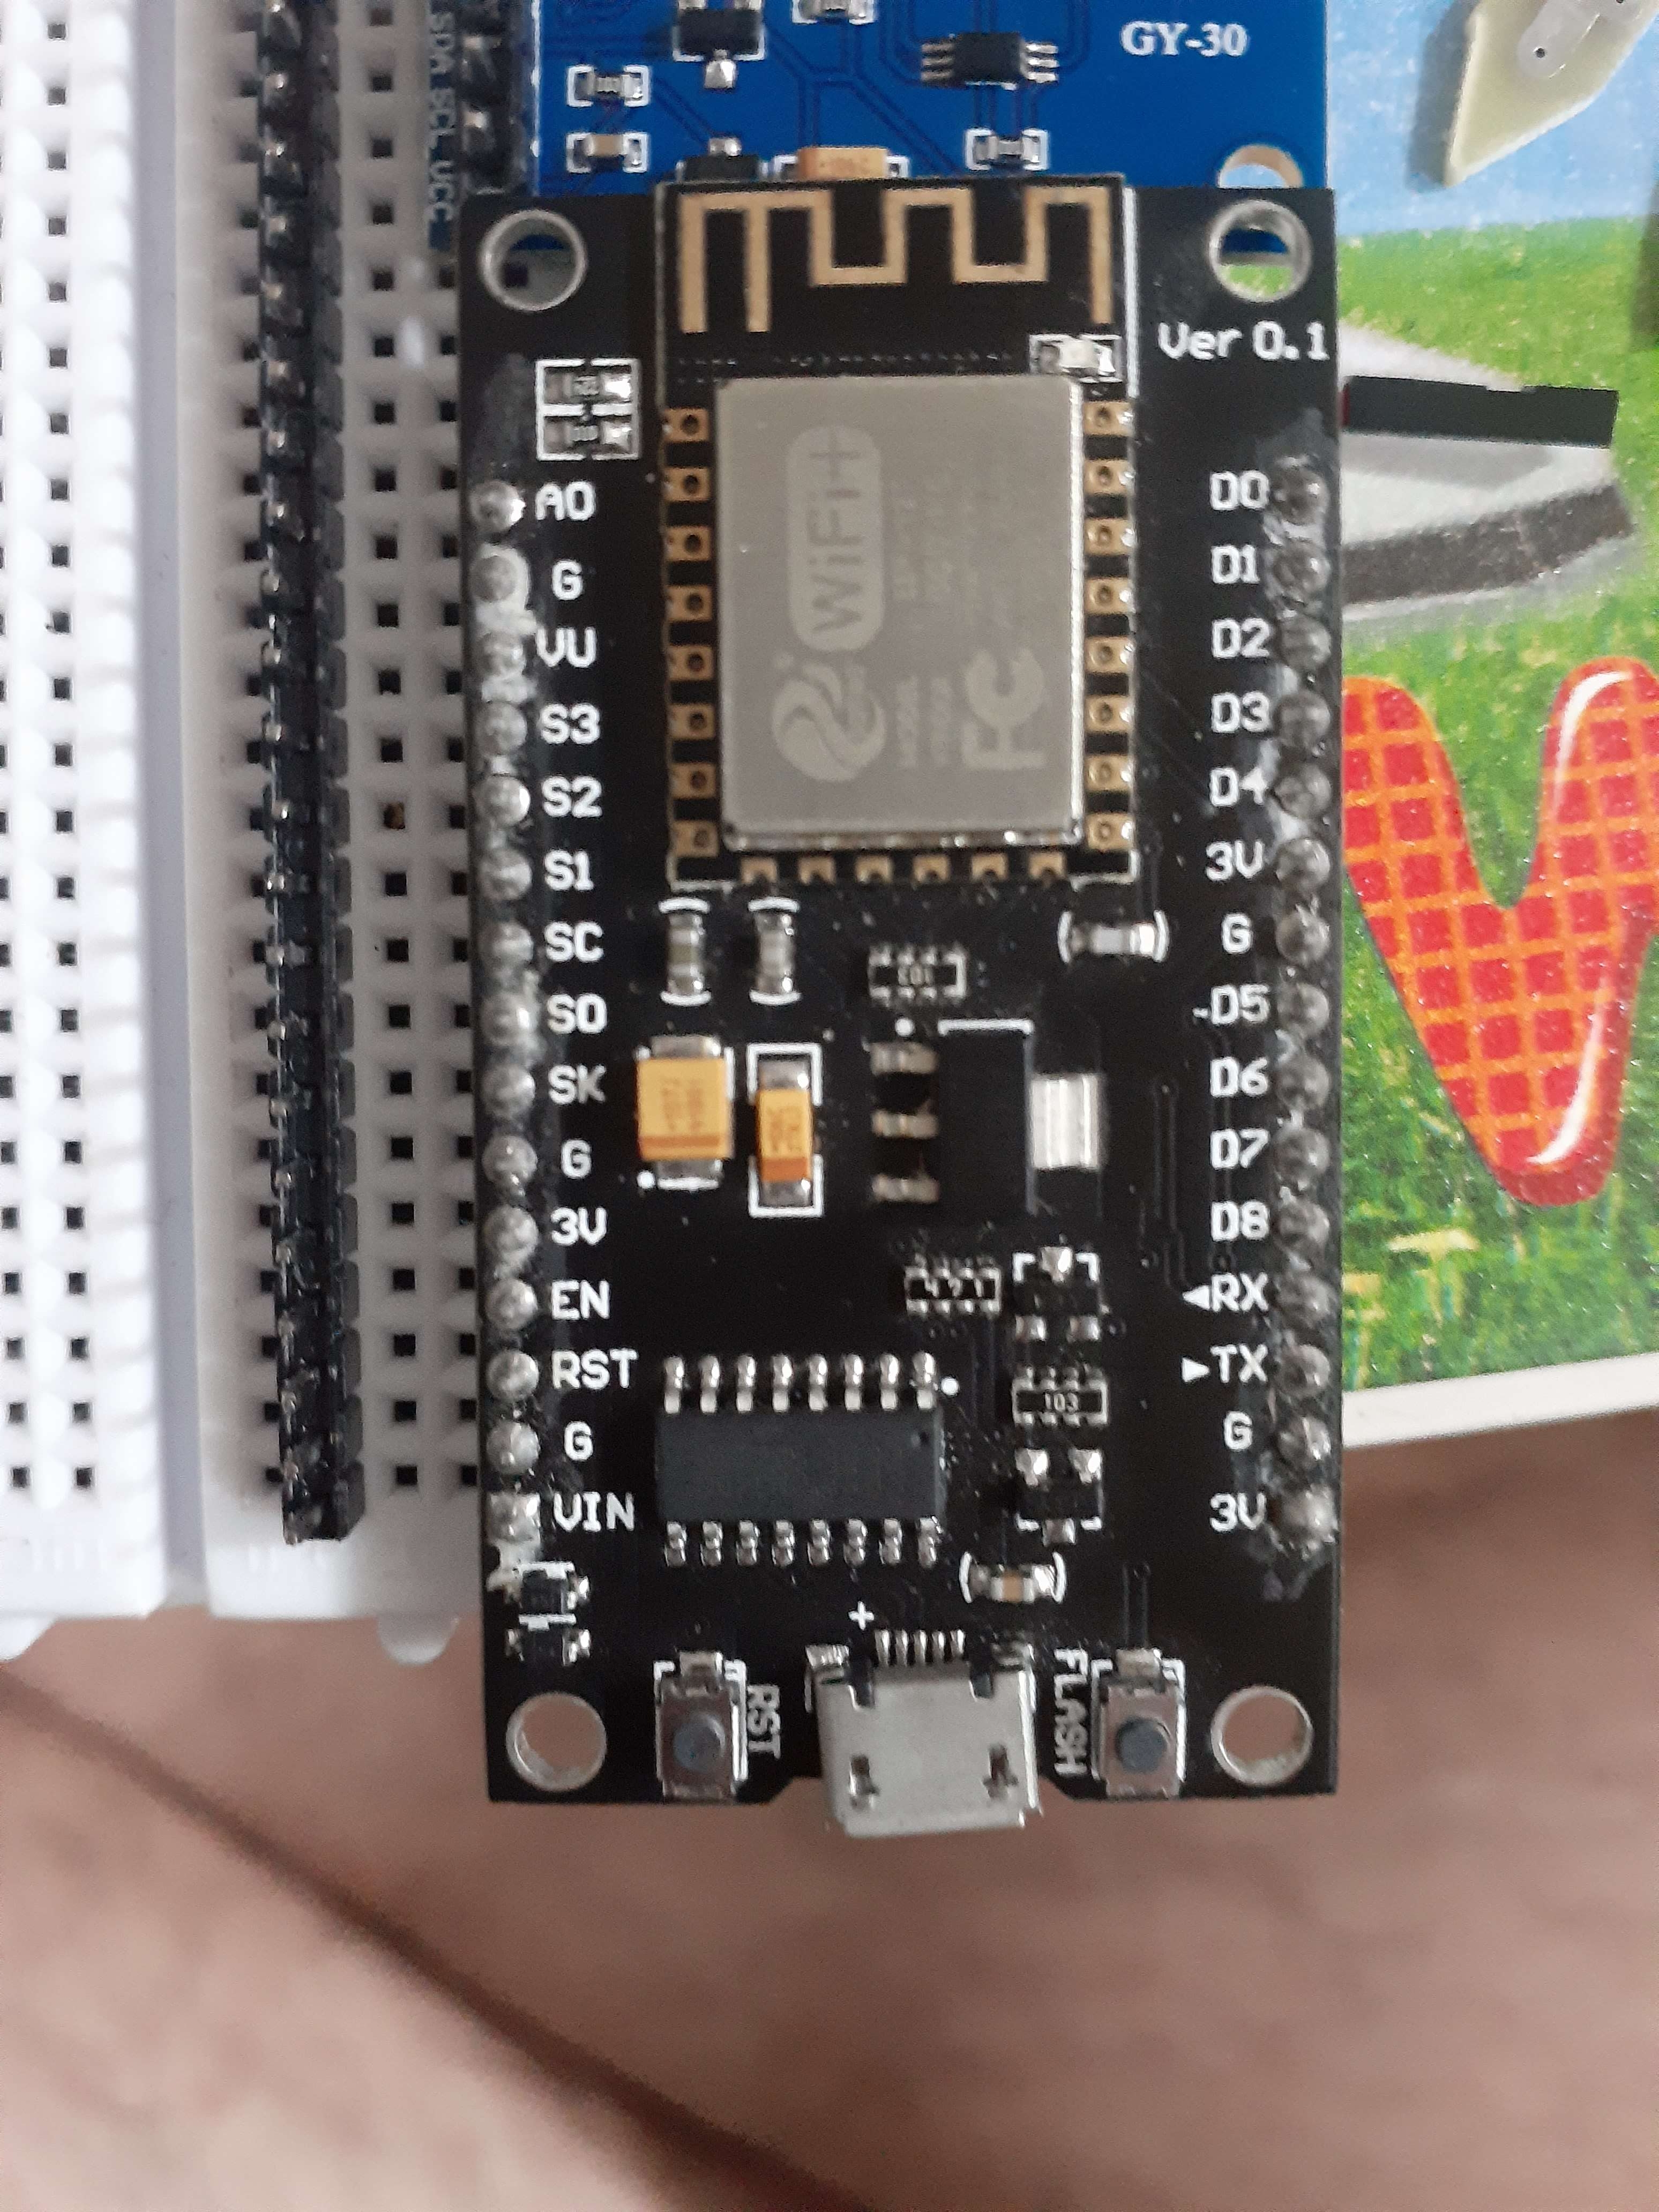 GY-30
SDA SCL VCC
Ver 0.1
A0
G
VU
S3
S2
S1
SC
S0
SK
G
3V
EN
RST
G
VIN
WiFi+
FC
D0
D1
D2
D3
D4
3V
G
D5
D6
D7
D8
◄RX
►TX
G
3V
103
471
103
+
RST
FLASH